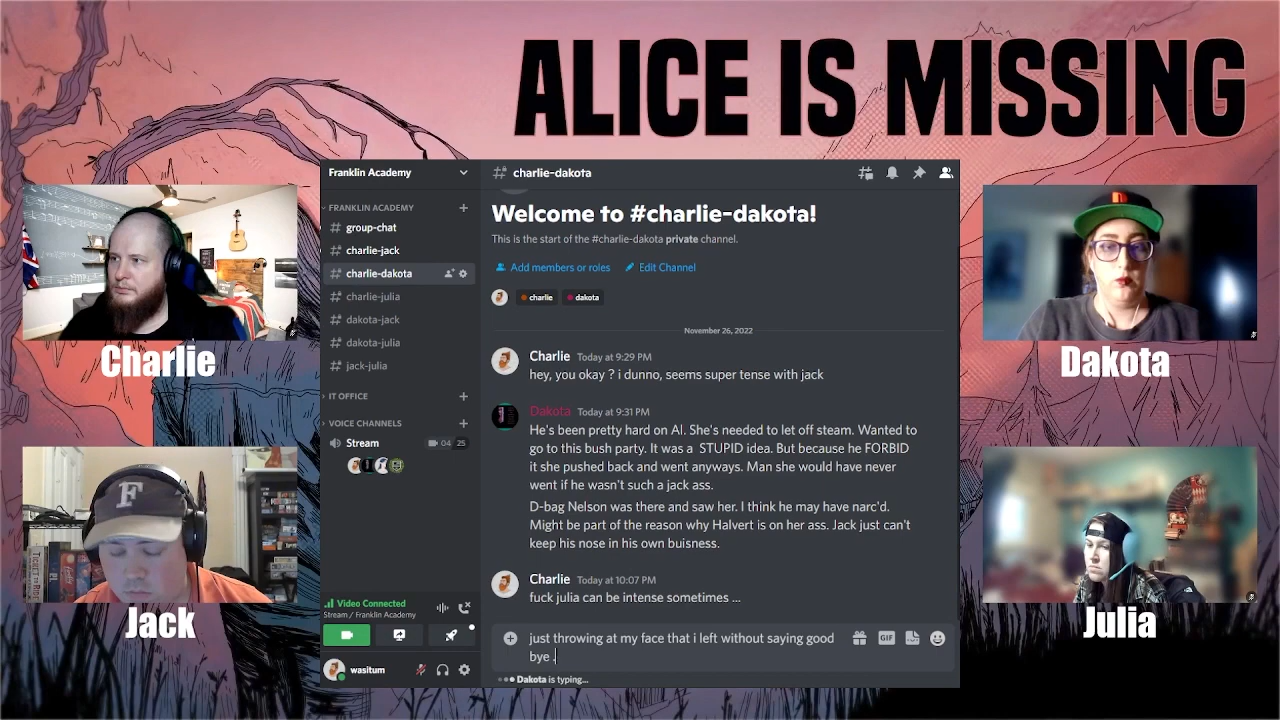 ALICE IS MISSING
Franklin Academy
FRANKLIN ACADEMY
group-chat
charlie-jack
charlie-dakota
charlie-julia
dakota-jack
dakota-julia
jack-julia
IT OFFICE
VOICE CHANNELS
Stream
04 25
Video Connected
Stream / Franklin Academy
wasitum
charlie-dakota
Welcome to #charlie-dakota!
This is the start of the #charlie-dakota private channel.
Add members or roles Edit Channel
charlie dakota
November 26, 2022
Charlie Today at 9:29 PM
hey, you okay ? i dunno, seems super tense with jack
Dakota Today at 9:31 PM
He's been pretty hard on Al. She's needed to let off steam. Wanted
to go to this bush party. It was a STUPID idea. But because he FORBID
it she pushed back and went anyways. Man she would have never
went if he wasn't such a jack ass.
D-bag Nelson was there and saw her. I think he may have narc'd.
Might be part of the reason why Halvert is on her ass. Jack just can't
keep his nose in his own buisness.
Charlie Today at 10:07 PM
fuck julia can be intense sometimes ...
just throwing at my face that i left without saying good
bye .
GIF
Dakota is typing...
Charlie
F
Jack
Dakota
Julia